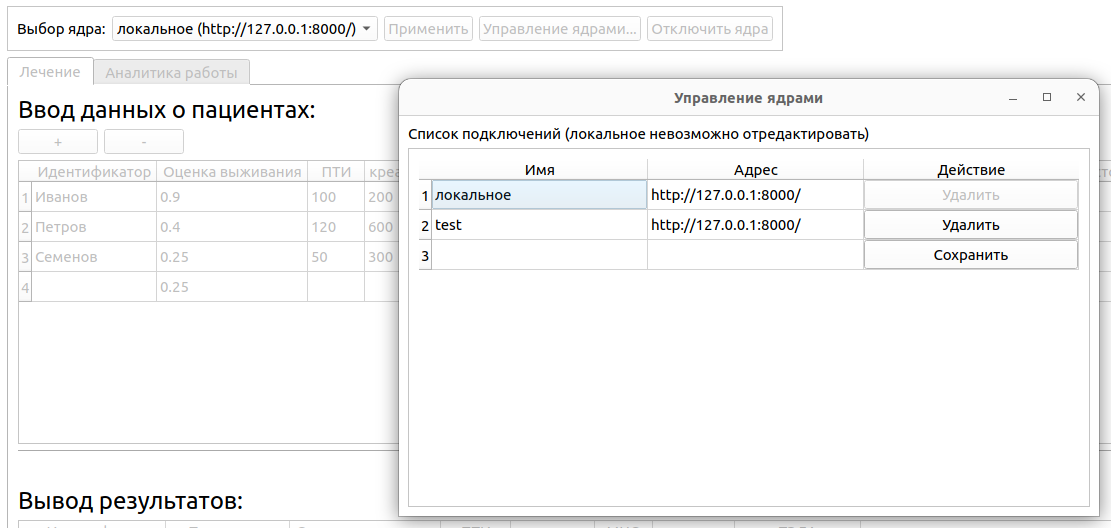 Выбор ядра: локальное (http://127.0.0.1:8000/) Применить Управление ядрами... Отключить ядра
Лечение Аналитика работы
Ввод данных о пациентах:
+ -
Идентификатор Оценка выживания ПТИ
1 Иванов 0.9 100 200
2 Петров 0.4 120 600
3 Семенов 0.25 50 300
4 0.25
Вывод результатов:
Управление ядрами
Список подключений (локальное невозможно отредактировать)
Имя Адрес Действие
1 локальное http://127.0.0.1:8000/ Удалить
2 test http://127.0.0.1:8000/ Удалить
3 Сохранить